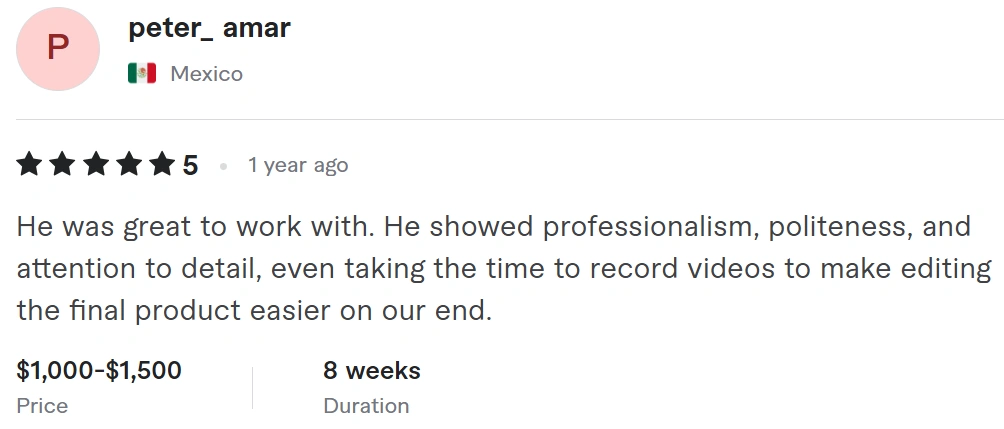 P
peter_ amar
Mexico
★★★★★ 5 • 1 year ago
He was great to work with. He showed professionalism, politeness, and
attention to detail, even taking the time to record videos to make editing
the final product easier on our end.
$1,000-$1,500 8 weeks
Price Duration